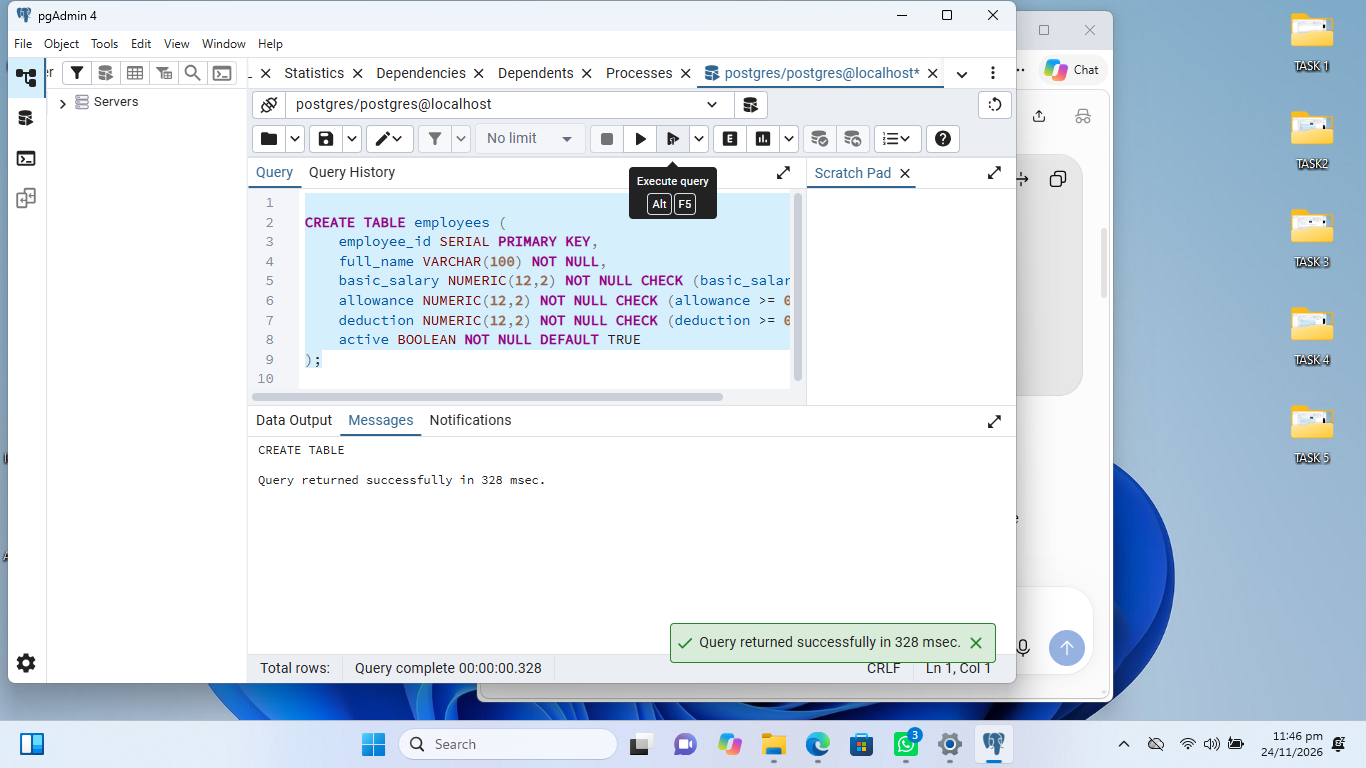 pgAdmin 4
File Object Tools Edit View Window Help
Statistics Dependencies Dependents Processes postgres/postgres@localhost*
Servers
postgres/postgres@localhost
No limit
Query Query History
Scratch Pad
Execute query
Alt F5
1
2 CREATE TABLE employees (
3 employee_id SERIAL PRIMARY KEY,
4 full_name VARCHAR(100) NOT NULL,
5 basic_salary NUMERIC(12,2) NOT NULL CHECK (basic_salar
6 allowance NUMERIC(12,2) NOT NULL CHECK (allowance >= 0
7 deduction NUMERIC(12,2) NOT NULL CHECK (deduction >= 0
8 active BOOLEAN NOT NULL DEFAULT TRUE
9 );
10
Data Output Messages Notifications
CREATE TABLE
Query returned successfully in 328 msec.
Query returned successfully in 328 msec.
Total rows: Query complete 00:00:00.328 CRLF Ln 1, Col 1
Chat
TASK 1
TASK2
TASK 3
TASK 4
TASK 5
Search
3
11:46 pm
24/11/2026